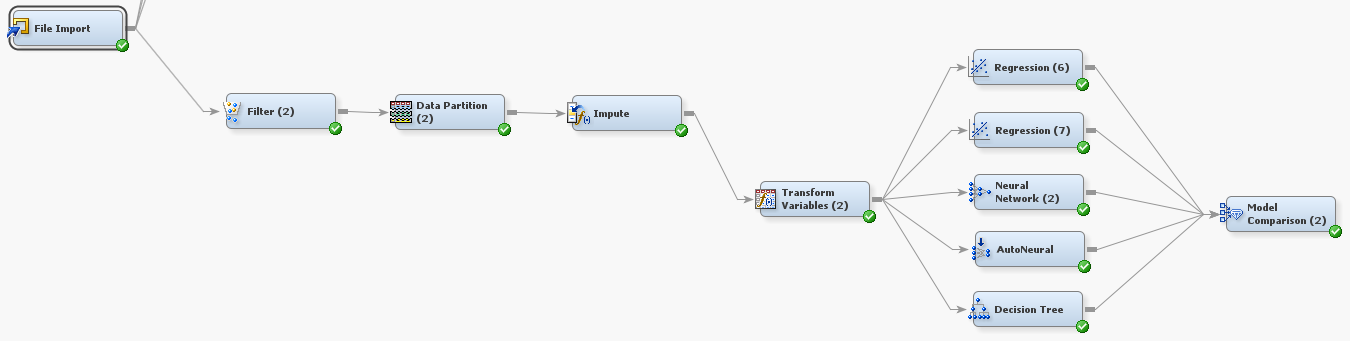 File Import
Filter (2)
Data Partition
(2)
Impute
Transform
Variables (2)
Regression (6)
Regression (7)
Neural
Network (2)
AutoNeural
Decision Tree
Model
Comparison (2)